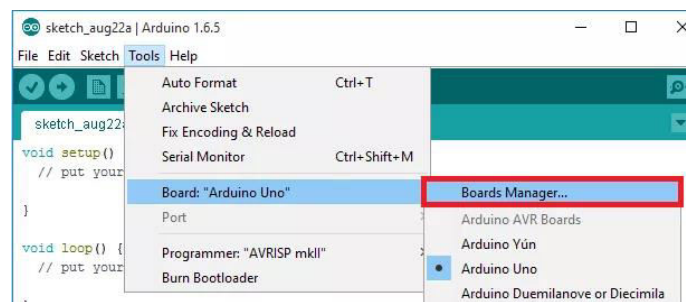 sketch_aug22a | Arduino 1.6.5
File Edit Sketch Tools Help
sketch_aug22
void setup()
// put your
}
void loop() {
// put your
Auto Format Ctrl+T
Archive Sketch
Fix Encoding & Reload
Serial Monitor Ctrl+Shift+M
Board: "Arduino Uno"
Port
Programmer: "AVRISP mkII"
Burn Bootloader
Boards Manager...
Arduino AVR Boards
Arduino Yún
Arduino Uno
Arduino Duemilanove or Diecimila